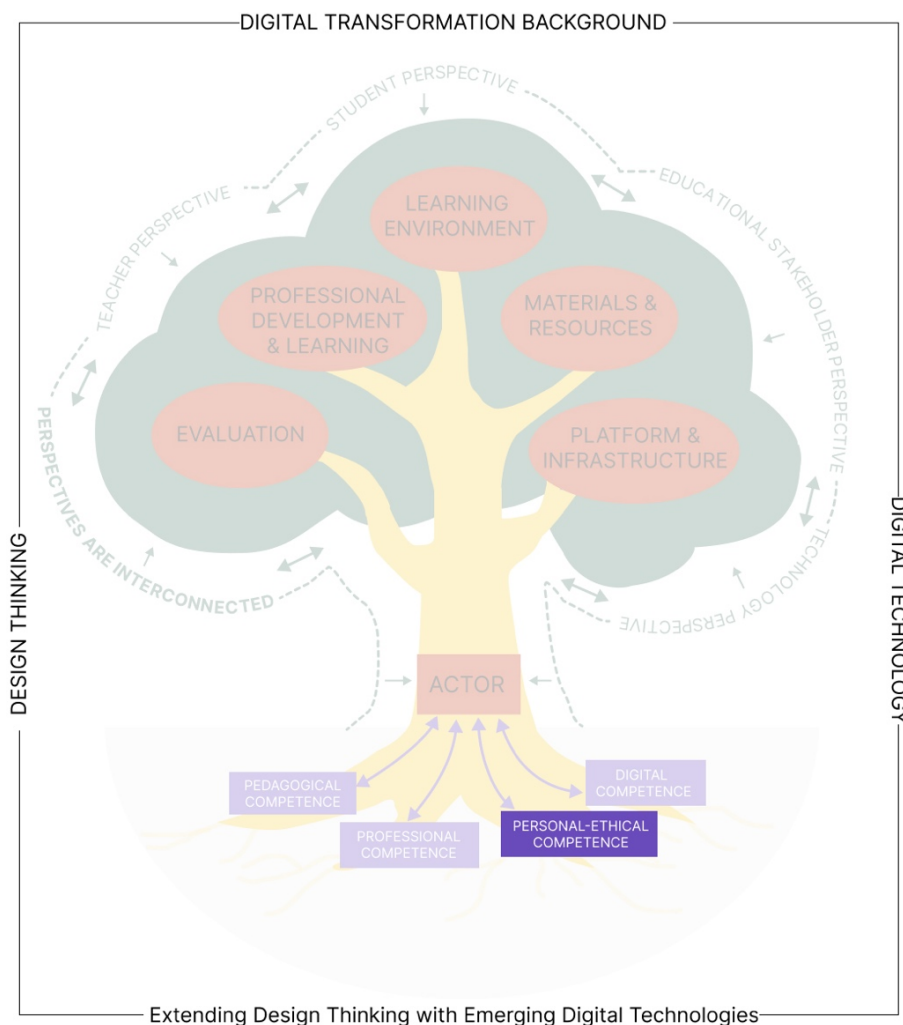 DIGITAL TRANSFORMATION BACKGROUND
STUDENT PERSPECTIVE
TEACHER PERSPECTIVE
EDUCATIONAL STAKEHOLDER PERSPECTIVE
LEARNING
ENVIRONMENT
PROFESSIONAL
DEVELOPMENT
& LEARNING
MATERIALS &
RESOURCES
EVALUATION
PLATFORM &
INFRASTRUCTURE
PERSPECTIVES ARE INTERCONNECTED
TECHNOLOGY PERSPECTIVE
DESIGN THINKING
DIGITAL TECHNOLOGY
ACTOR
PEDAGOGICAL
COMPETENCE
DIGITAL
COMPETENCE
PROFESSIONAL
COMPETENCE
PERSONAL-ETHICAL
COMPETENCE
Extending Design Thinking with Emerging Digital Technologies